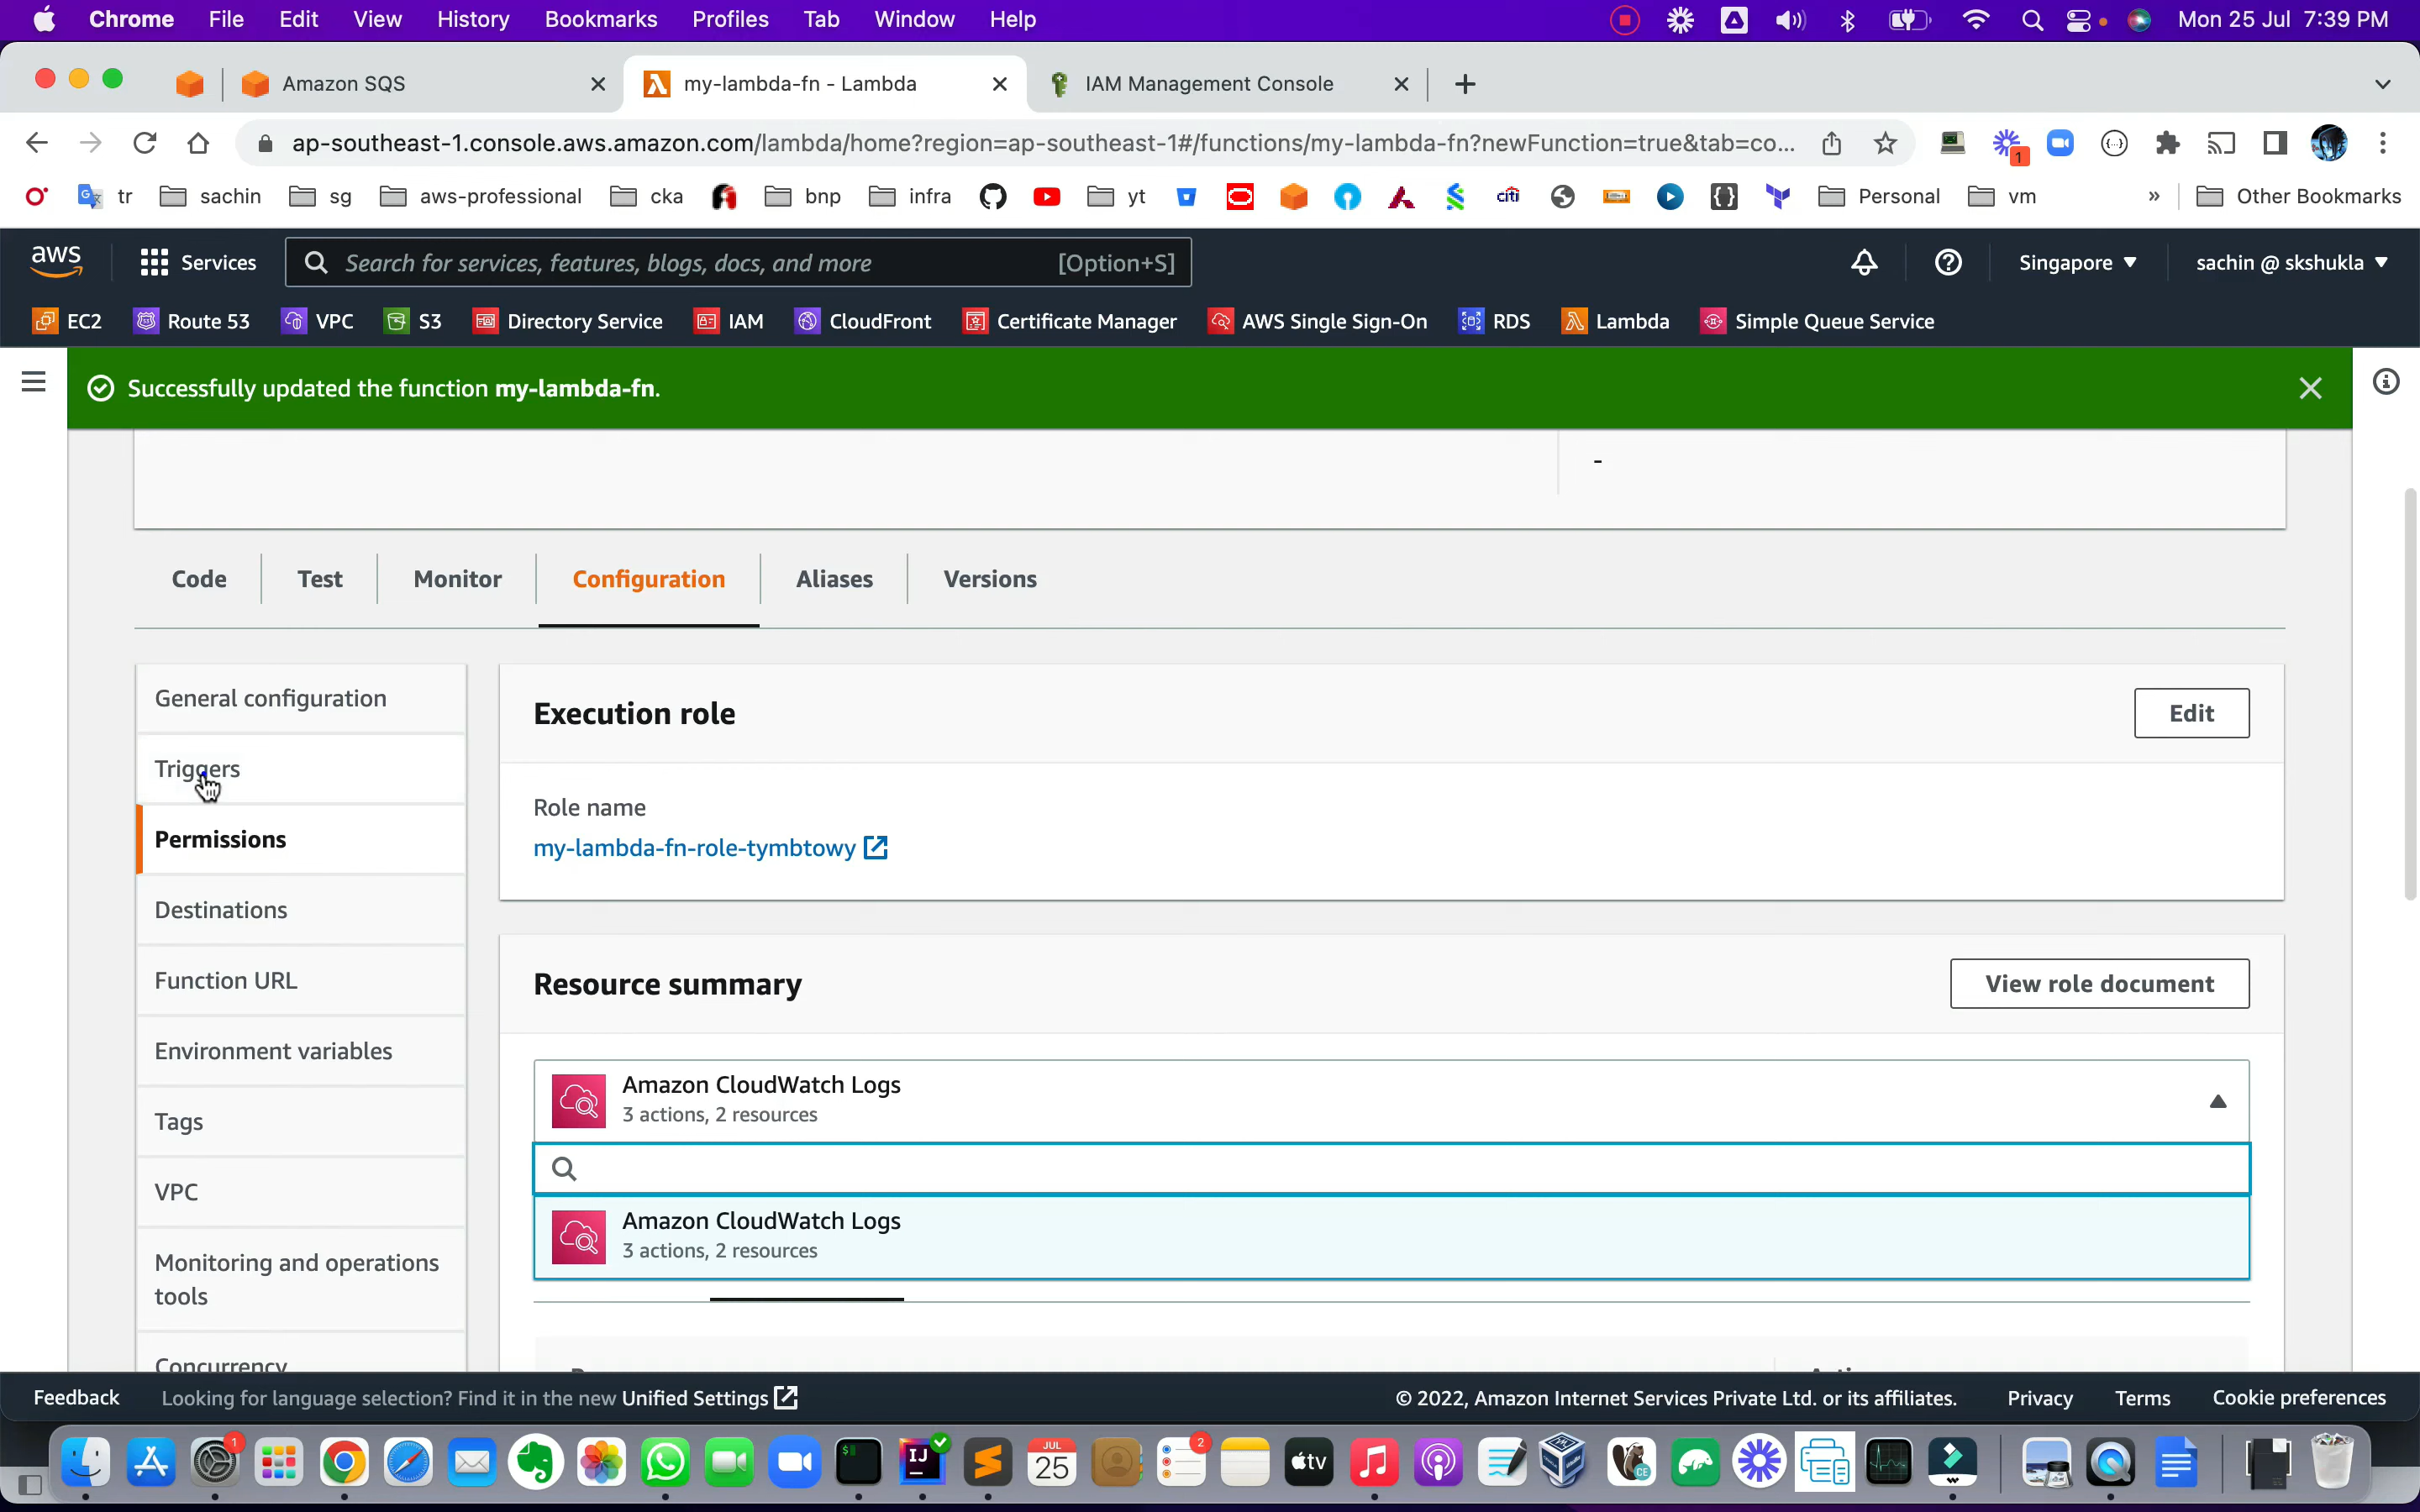 Chrome File Edit View History Bookmarks Profiles Tab Window Help Mon 25 Jul 7:39 PM
Amazon SQS my-lambda-fn - Lambda IAM Management Console
ap-southeast-1.console.aws.amazon.com/lambda/home?region=ap-southeast-1#/functions/my-lambda-fn?newFunction=true&tab=co... 1
tr sachin sg aws-professional cka bnp infra yt citi Personal vm » Other Bookmarks
aws Services Search for services, features, blogs, docs, and more [Option+S] Singapore sachin @ skshukla
EC2 Route 53 VPC S3 Directory Service IAM CloudFront Certificate Manager AWS Single Sign-On RDS Lambda Simple Queue Service
Successfully updated the function my-lambda-fn.
-
Code Test Monitor Configuration Aliases Versions
General configuration
Triggers
Permissions
Destinations
Function URL
Environment variables
Tags
VPC
Monitoring and operations
tools
Concurrency
Execution role Edit
Role name
my-lambda-fn-role-tymbtowy
Resource summary View role document
Amazon CloudWatch Logs
3 actions, 2 resources
Amazon CloudWatch Logs
3 actions, 2 resources
Feedback Looking for language selection? Find it in the new Unified Settings © 2022, Amazon Internet Services Private Ltd. or its affiliates. Privacy Terms Cookie preferences
1 $ IJ JUL 25 2 tv CE